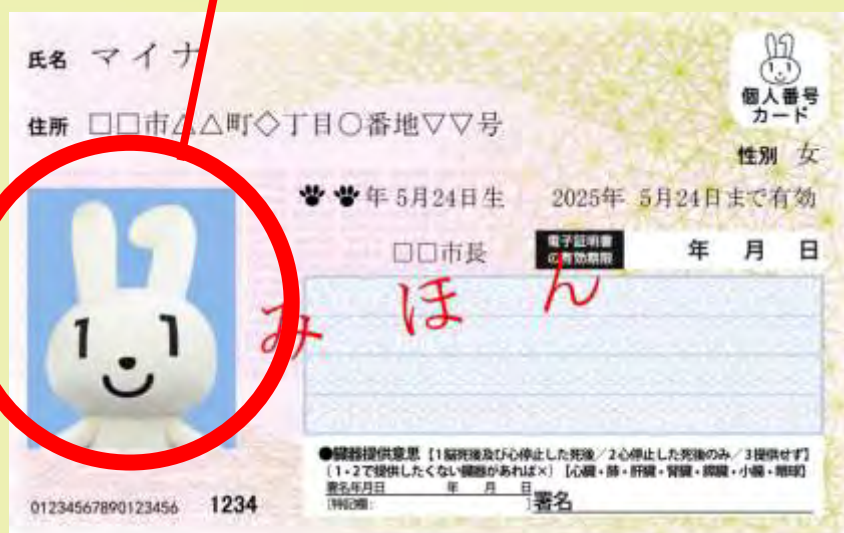 氏名 マイナ
住所 □□市△△町◇丁目○番地▽▽号
個人番号
カード
性別 女
年 5月24日生 2025年 5月24日まで有効
□□市長 電子証明書の有効期限 年 月 日
みほん
1 1
●臓器提供意思【1脳死後及び心停止した死後/2心停止した死後のみ/3提供せず】
(1・2で提供したくない臓器があれば×)【心臓・肺・肝臓・腎臓・膵臓・小腸・眼球】
署名年月日 年 月 日
[特記欄: ] 署名
01234567890123456 1234